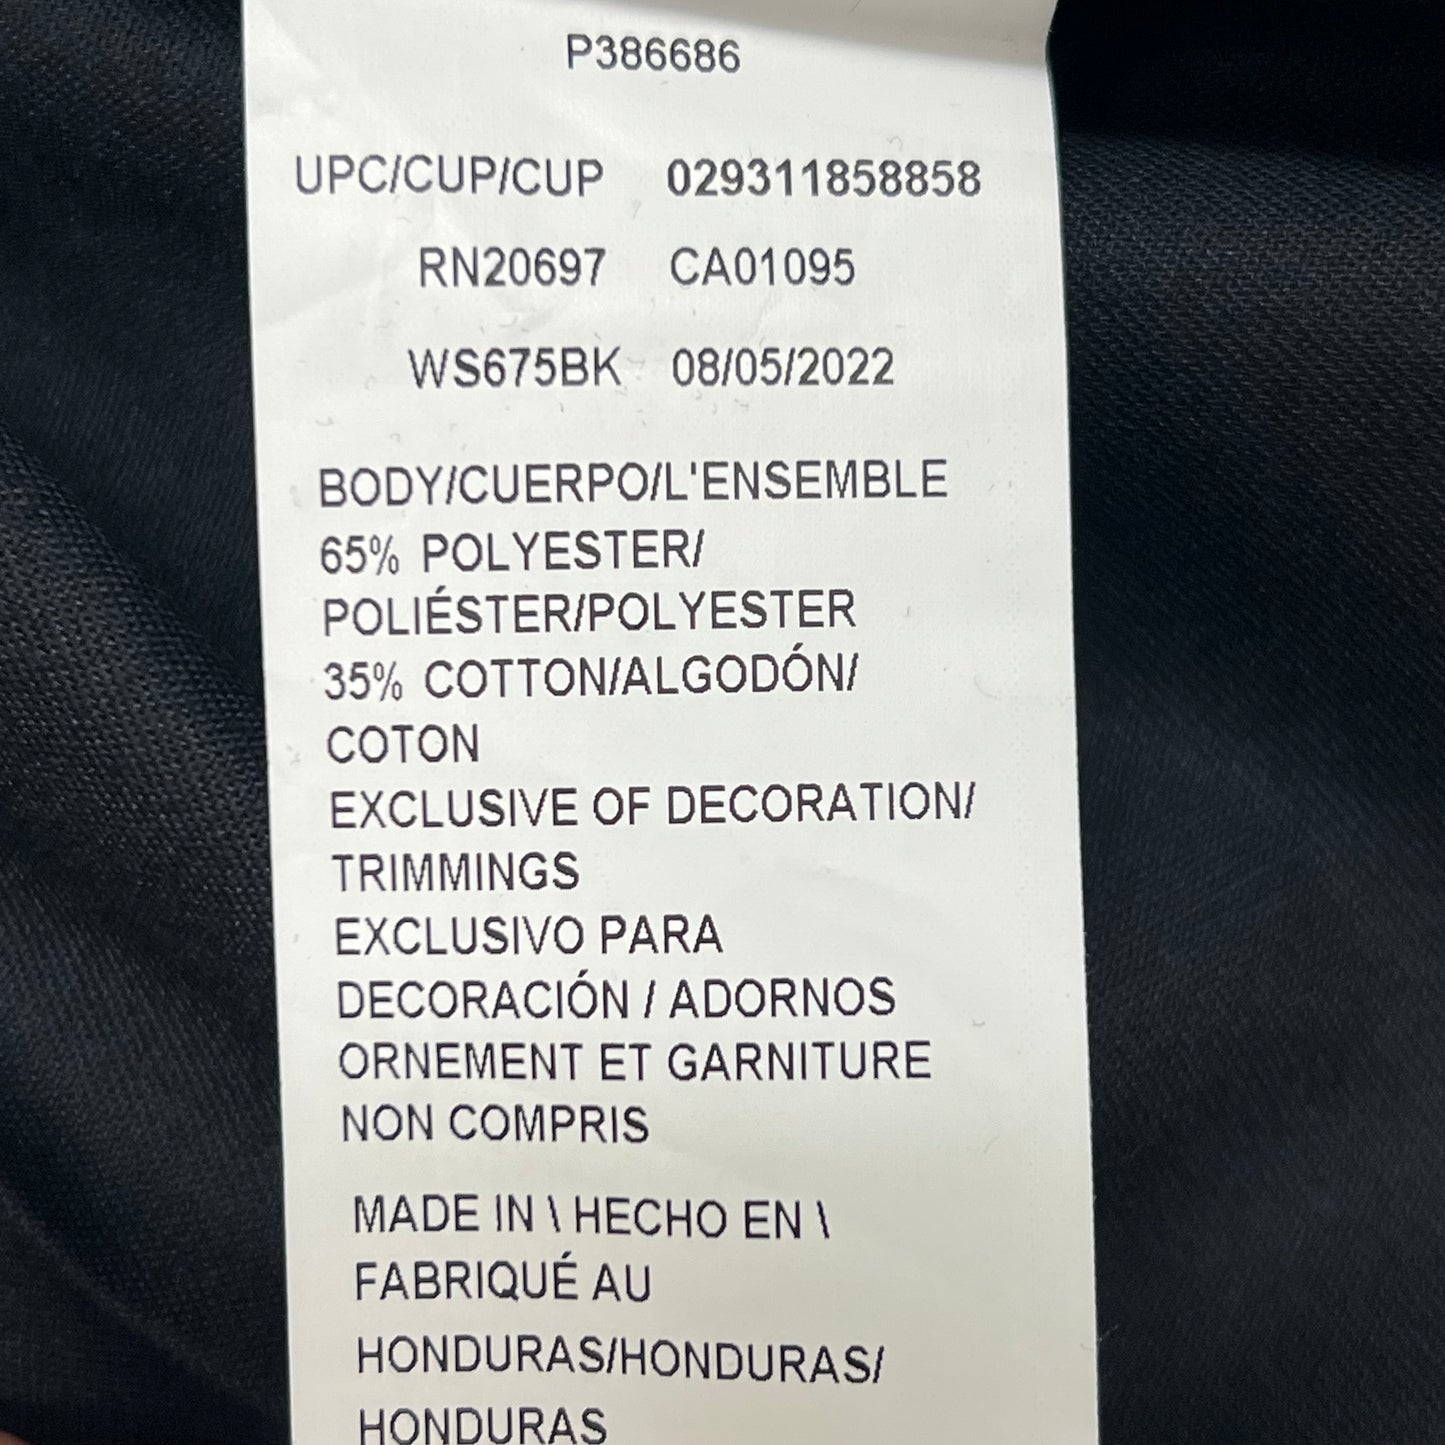 P386686
UPC/CUP/CUP 029311858858
RN20697 CA01095
WS675BK 08/05/2022
BODY/CUERPO/L'ENSEMBLE
65% POLYESTER/
POLIÉSTER/POLYESTER
35% COTTON/ALGODÓN/
COTON
EXCLUSIVE OF DECORATION/
TRIMMINGS
EXCLUSIVO PARA
DECORACIÓN / ADORNOS
ORNEMENT ET GARNITURE
NON COMPRIS
MADE IN \ HECHO EN \
FABRIQUÉ AU
HONDURAS/HONDURAS/
HONDURAS